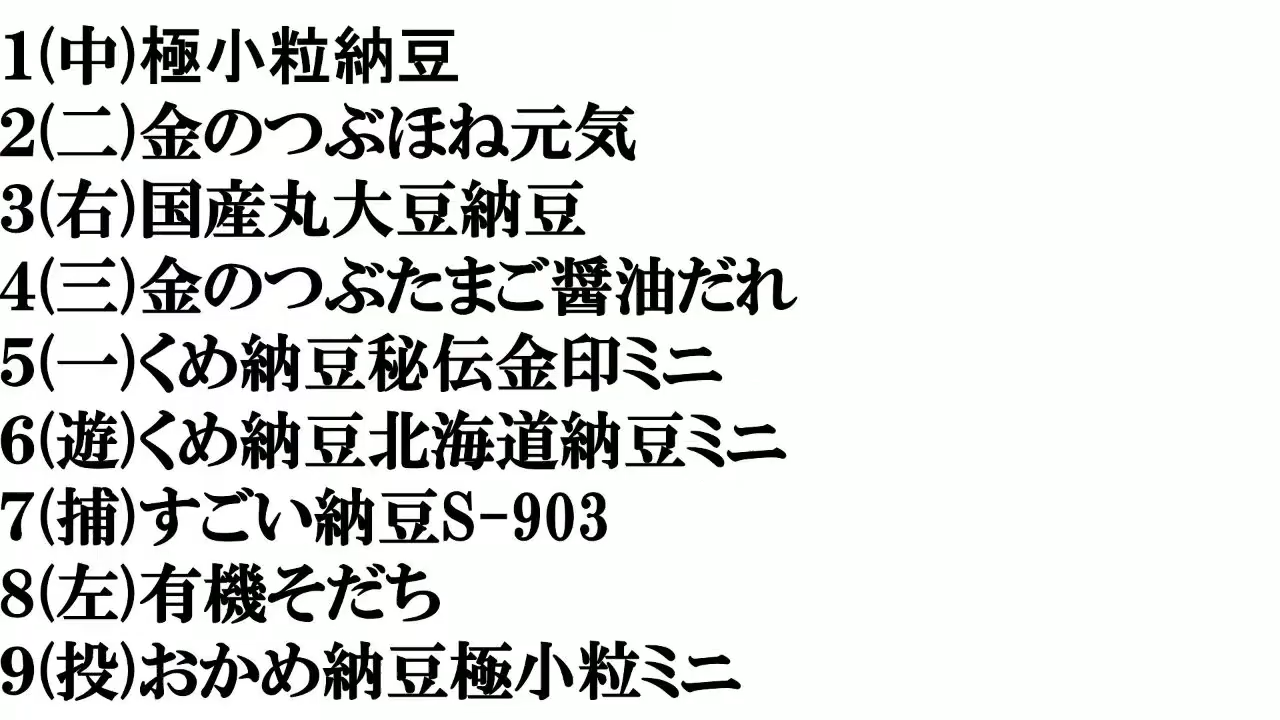 1(中)極小粒納豆
2(二)金のつぶほね元気
3(右)国産丸大豆納豆
4(三)金のつぶたまご醤油だれ
5(一)くめ納豆秘伝金印ミニ
6(遊)くめ納豆北海道納豆ミニ
7(捕)すごい納豆S-903
8(左)有機そだち
9(投)おかめ納豆極小粒ミニ